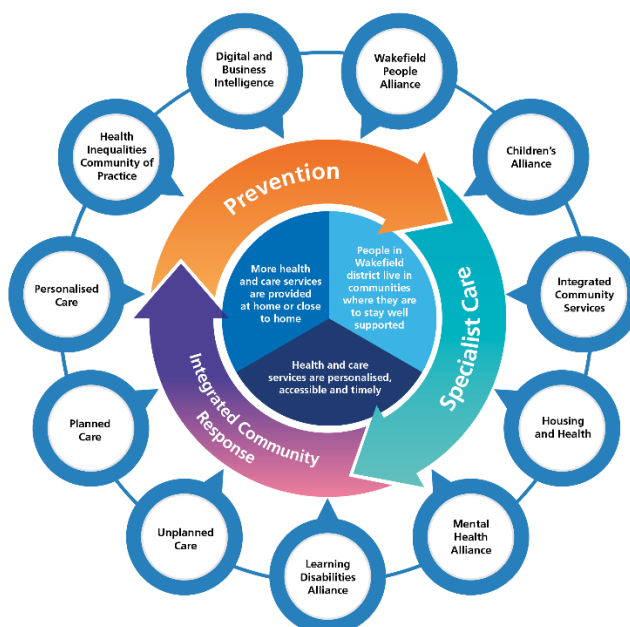 Digital and
Business
Intelligence
Wakefield
People
Alliance
Health
Inequalities
Community of
Practice
Children's
Alliance
Prevention
Personalised
Care
More health
and care services
are provided
at home or close
to home
People in
Wakefield
district live in
communities
where they are
to stay well
supported
Integrated
Community
Services
Specialist Care
Health and care
services are personalised,
accessible and timely
Integrated Community
Response
Planned
Care
Housing
and Health
Unplanned
Care
Mental
Health
Alliance
Learning
Disabilities
Alliance